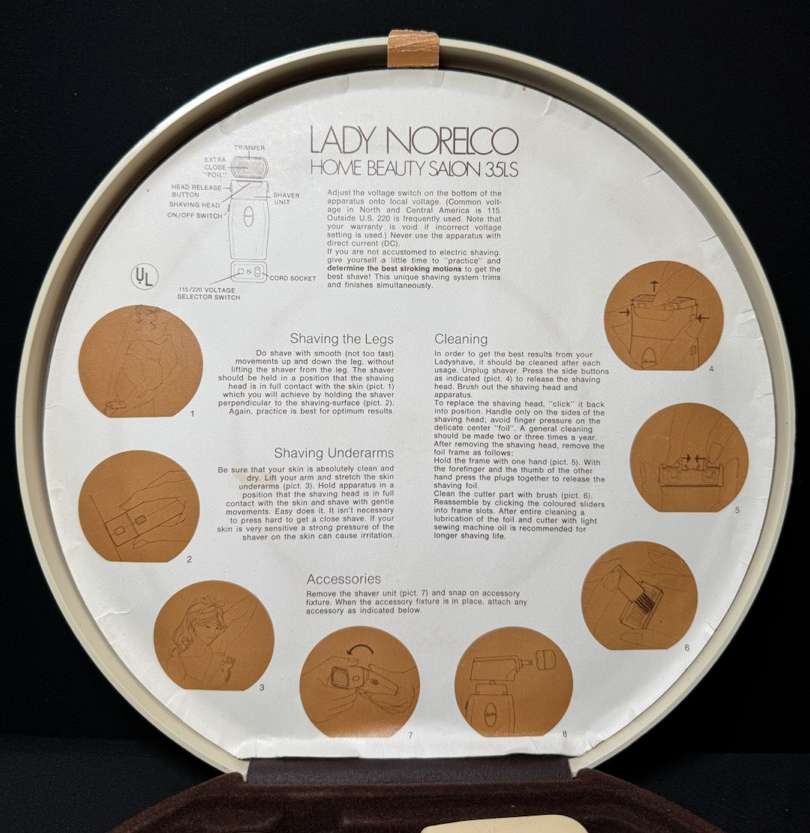 LADY NORELCO
HOME BEAUTY SALON 35LS
TRIMMER
EXTRA
CLOSE
"FOIL"
HEAD RELEASE
BUTTON
SHAVING HEAD
ON/OFF SWITCH
SHAVER
UNIT
CORD SOCKET
115/220 VOLTAGE
SELECTOR SWITCH
UL
Adjust the voltage switch on the bottom of the
apparatus onto local voltage. (Common volt-
age in North and Central America is 115.
Outside U.S. 220 is frequently used. Note that
your warranty is void if incorrect voltage
setting is used.) Never use the apparatus with
direct current (DC).
If you are not accustomed to electric shaving,
give yourself a little time to "practice" and
determine the best stroking motions to get the
best shave! This unique shaving system trims
and finishes simultaneously.
Shaving the Legs
Do shave with smooth (not too fast)
movements up and down the leg, without
lifting the shaver from the leg. The shaver
should be held in a position that the shaving
head is in full contact with the skin (pict. 1)
which you will achieve by holding the shaver
perpendicular to the shaving-surface (pict. 2).
Again, practice is best for optimum results.
Shaving Underarms
Be sure that your skin is absolutely clean and
dry. Lift your arm and stretch the skin
underarms (pict. 3). Hold apparatus in a
position that the shaving head is in full
contact with the skin and shave with gentle
movements. Easy does it. It isn't necessary
to press hard to get a close shave. If your
skin is very sensitive a strong pressure of the
shaver on the skin can cause irritation.
Cleaning
In order to get the best results from your
Ladyshave, it should be cleaned after each
usage. Unplug shaver. Press the side buttons
as indicated (pict. 4) to release the shaving
head. Brush out the shaving head and
apparatus.
To replace the shaving head, "click" it back
into position. Handle only on the sides of the
shaving head; avoid finger pressure on the
delicate center "foil". A general cleaning
should be made two or three times a year.
After removing the shaving head, remove the
foil frame as follows:
Hold the frame with one hand (pict. 5). With
the forefinger and the thumb of the other
hand press the plugs together to release the
shaving foil.
Clean the cutter part with brush (pict. 6).
Reassemble by clicking the coloured sliders
into frame slots. After entire cleaning a
lubrication of the foil and cutter with light
sewing machine oil is recommended for
longer shaving life.
Accessories
Remove the shaver unit (pict. 7) and snap on accessory
fixture. When the accessory fixture is in place, attach any
accessory as indicated below.
1
2
3
4
5
6
7
8